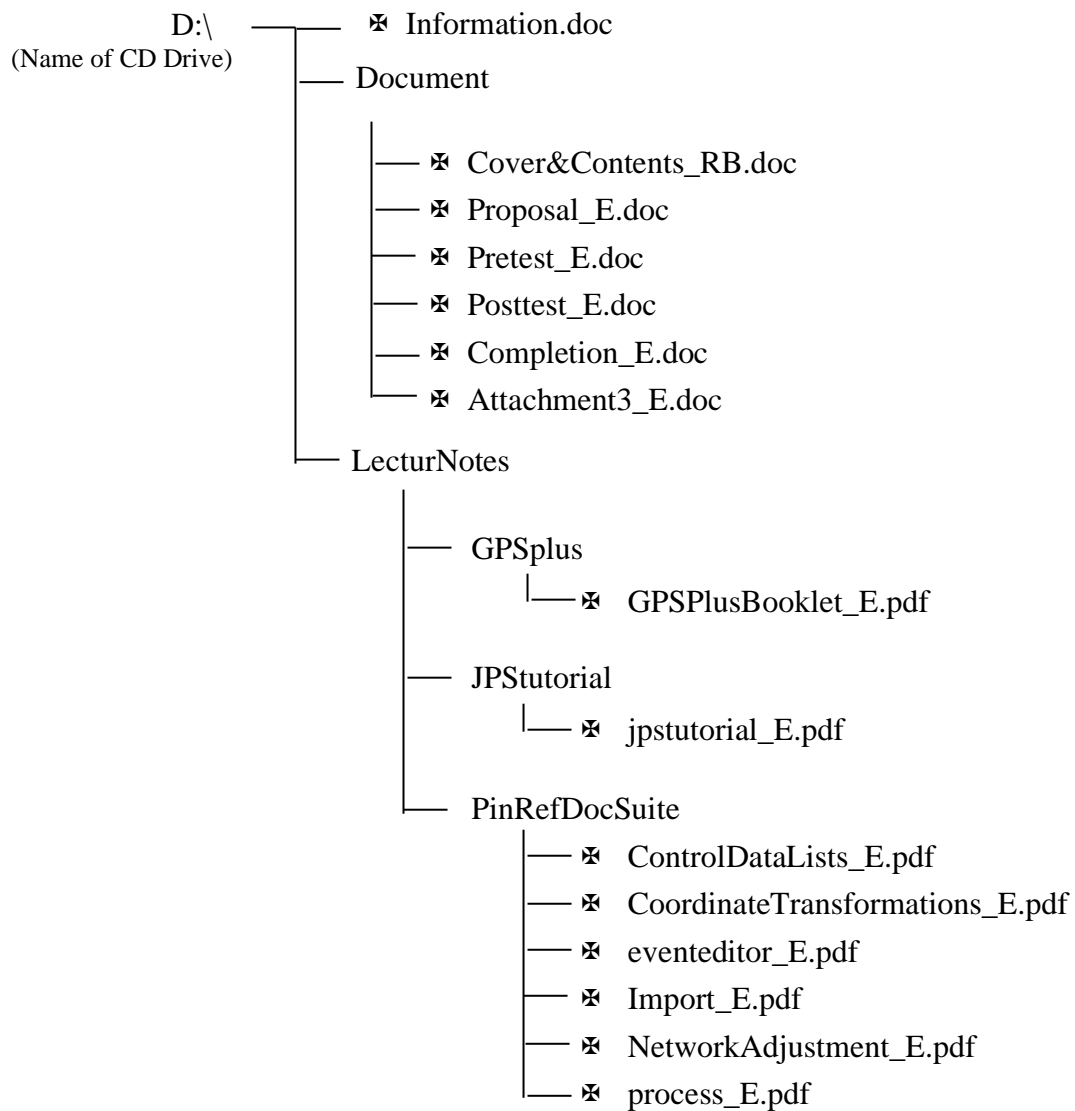 D:\ ✠ Information.doc
(Name of CD Drive)
Document
✠ Cover&Contents_RB.doc
✠ Proposal_E.doc
✠ Pretest_E.doc
✠ Posttest_E.doc
✠ Completion_E.doc
✠ Attachment3_E.doc
LecturNotes
GPSplus
✠ GPSPlusBooklet_E.pdf
JPStutorial
✠ jpstutorial_E.pdf
PinRefDocSuite
✠ ControlDataLists_E.pdf
✠ CoordinateTransformations_E.pdf
✠ eventeditor_E.pdf
✠ Import_E.pdf
✠ NetworkAdjustment_E.pdf
✠ process_E.pdf